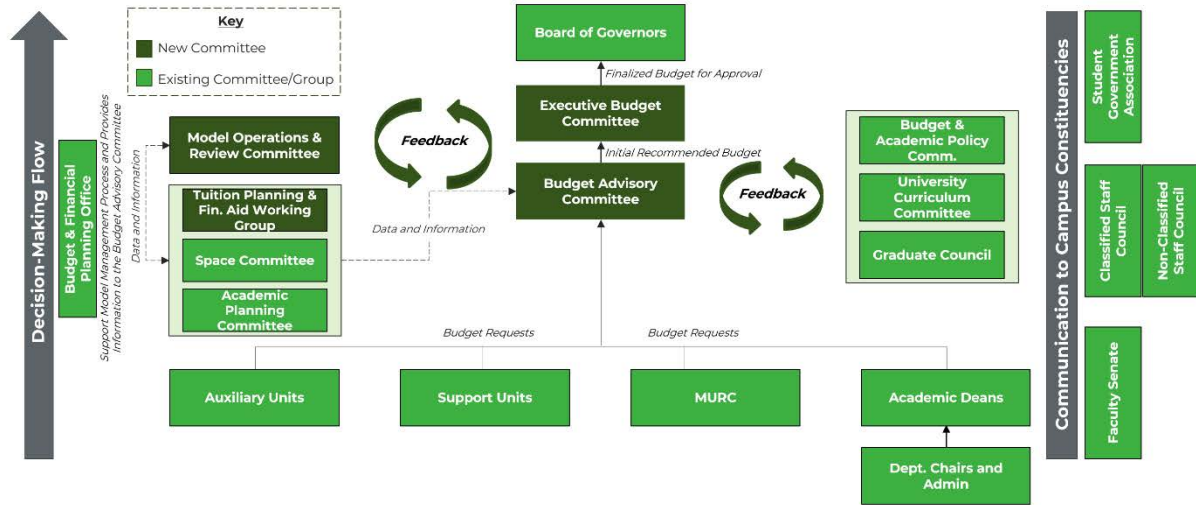 Decision-Making Flow
Budget & Financial
Planning Office
Support Model Management Process and Provides
Information to the Budget Advisory Committee
Data and Information
Key
New Committee
Existing Committee/Group
Model Operations &
Review Committee
Tuition Planning &
Fin. Aid Working
Group
Space Committee
Academic
Planning
Committee
Feedback
Data and Information
Board of Governors
Finalized Budget for Approval
Executive Budget
Committee
Initial Recommended Budget
Budget Advisory
Committee
Feedback
Budget &
Academic Policy
Comm.
University
Curriculum
Committee
Graduate Council
Budget Requests
Budget Requests
Auxiliary Units
Support Units
MURC
Academic Deans
Dept. Chairs and
Admin
Communication to Campus Constituencies
Student
Government
Association
Classified Staff
Council
Non-Classified
Staff Council
Faculty Senate